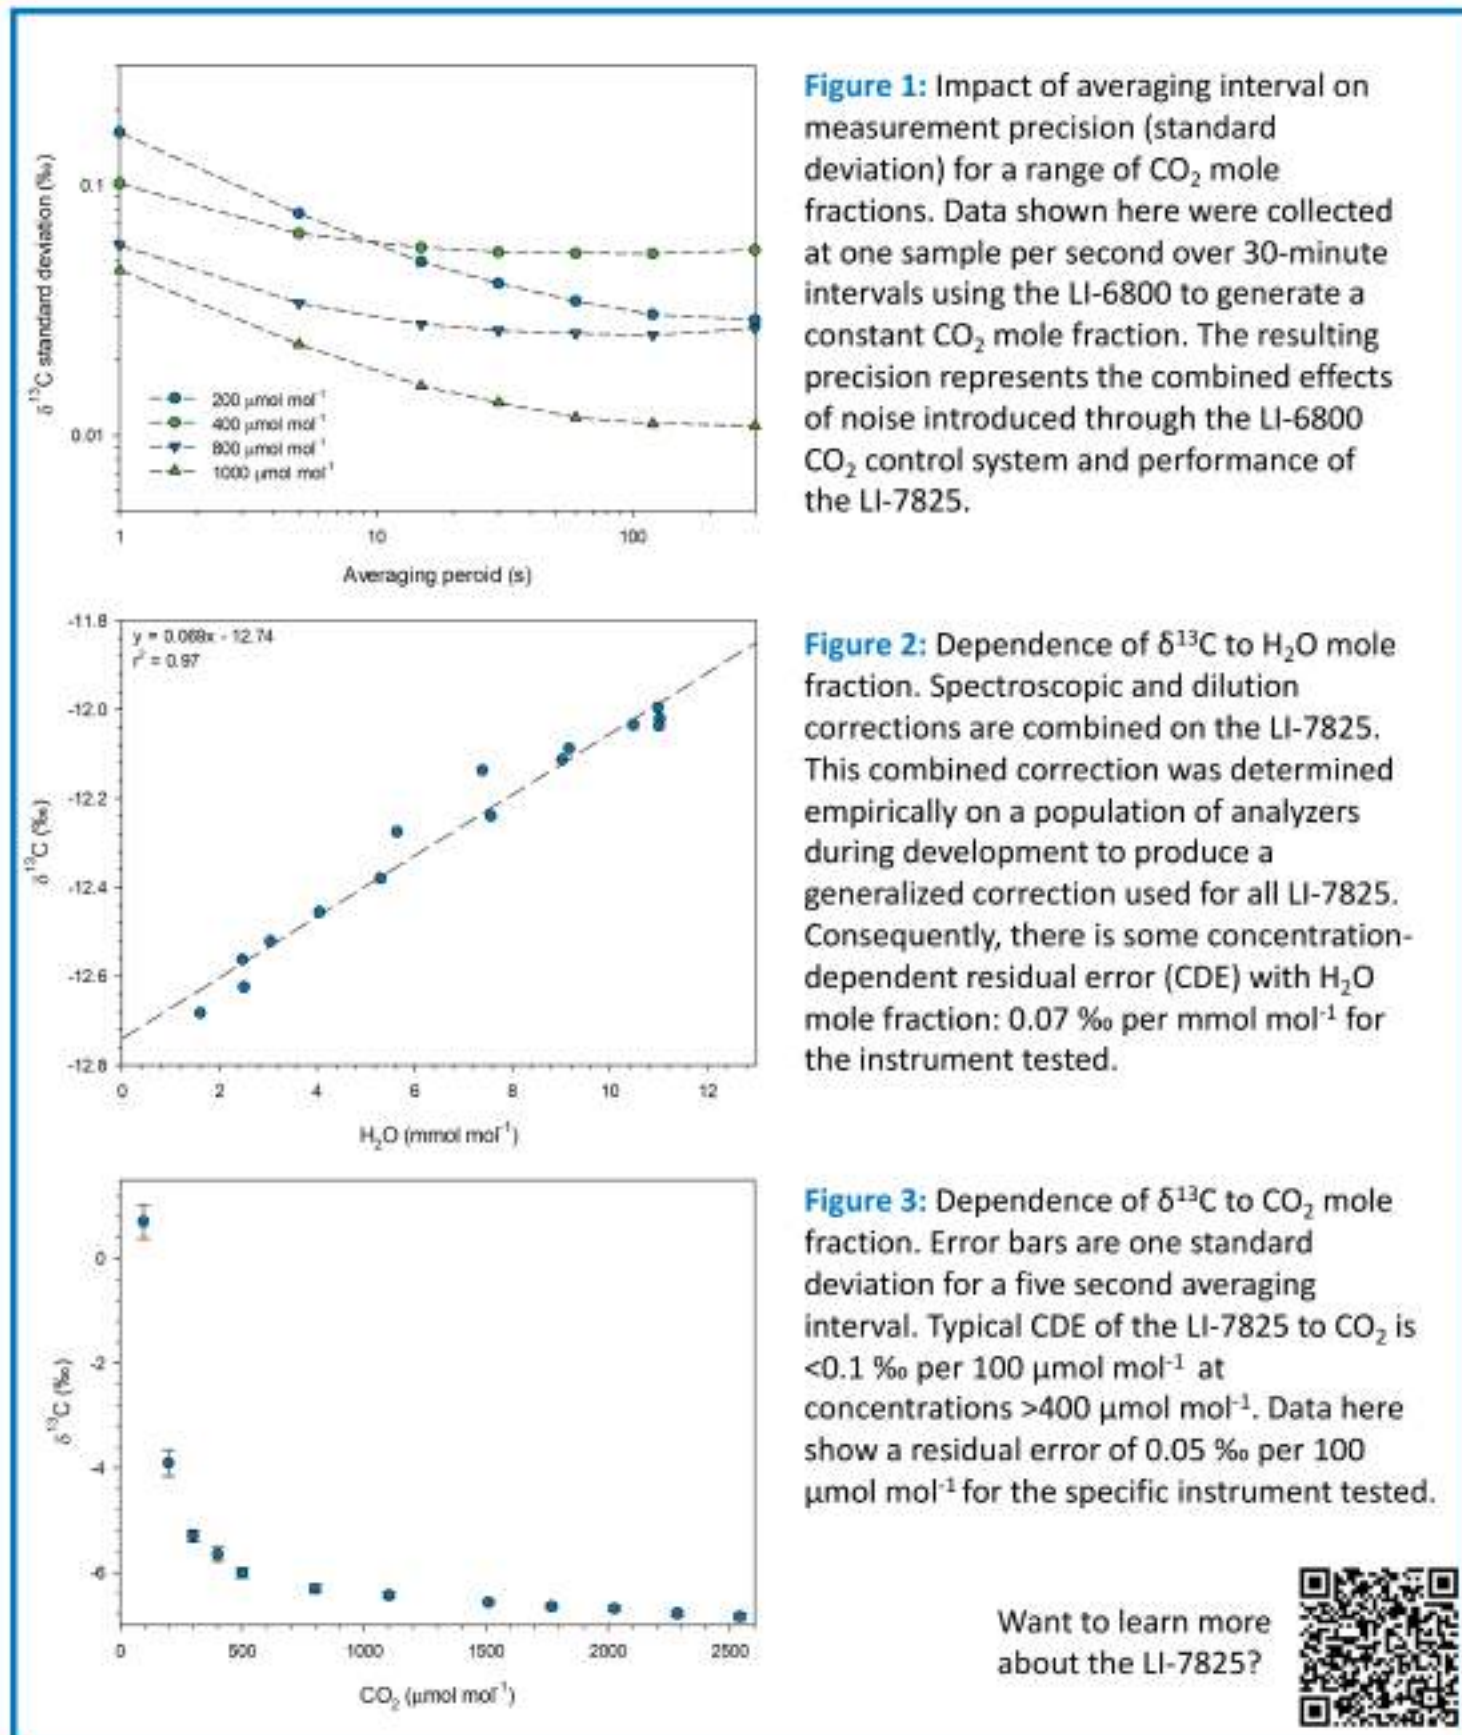 Figure 1: Impact of averaging interval on
measurement precision (standard
deviation) for a range of CO₂ mole
fractions. Data shown here were collected
at one sample per second over 30-minute
intervals using the LI-6800 to generate a
constant CO₂ mole fraction. The resulting
precision represents the combined effects
of noise introduced through the LI-6800
CO₂ control system and performance of
the LI-7825.
δ¹³C standard deviation (‰)
0.1
0.01
200 µmol mol⁻¹
400 µmol mol⁻¹
800 µmol mol⁻¹
1000 µmol mol⁻¹
1 10 100
Averaging peroid (s)
Figure 2: Dependence of δ¹³C to H₂O mole
fraction. Spectroscopic and dilution
corrections are combined on the LI-7825.
This combined correction was determined
empirically on a population of analyzers
during development to produce a
generalized correction used for all LI-7825.
Consequently, there is some concentration-
dependent residual error (CDE) with H₂O
mole fraction: 0.07 ‰ per mmol mol⁻¹ for
the instrument tested.
y = 0.068x - 12.74
r² = 0.97
δ¹³C (‰)
-11.8
-12.0
-12.2
-12.4
-12.6
-12.8
0 2 4 6 8 10 12
H₂O (mmol mol⁻¹)
Figure 3: Dependence of δ¹³C to CO₂ mole
fraction. Error bars are one standard
deviation for a five second averaging
interval. Typical CDE of the LI-7825 to CO₂ is
<0.1 ‰ per 100 µmol mol⁻¹ at
concentrations >400 µmol mol⁻¹. Data here
show a residual error of 0.05 ‰ per 100
µmol mol⁻¹ for the specific instrument tested.
δ¹³C (‰)
0
-2
-4
-6
0 500 1000 1500 2000 2500
CO₂ (µmol mol⁻¹)
Want to learn more
about the LI-7825?